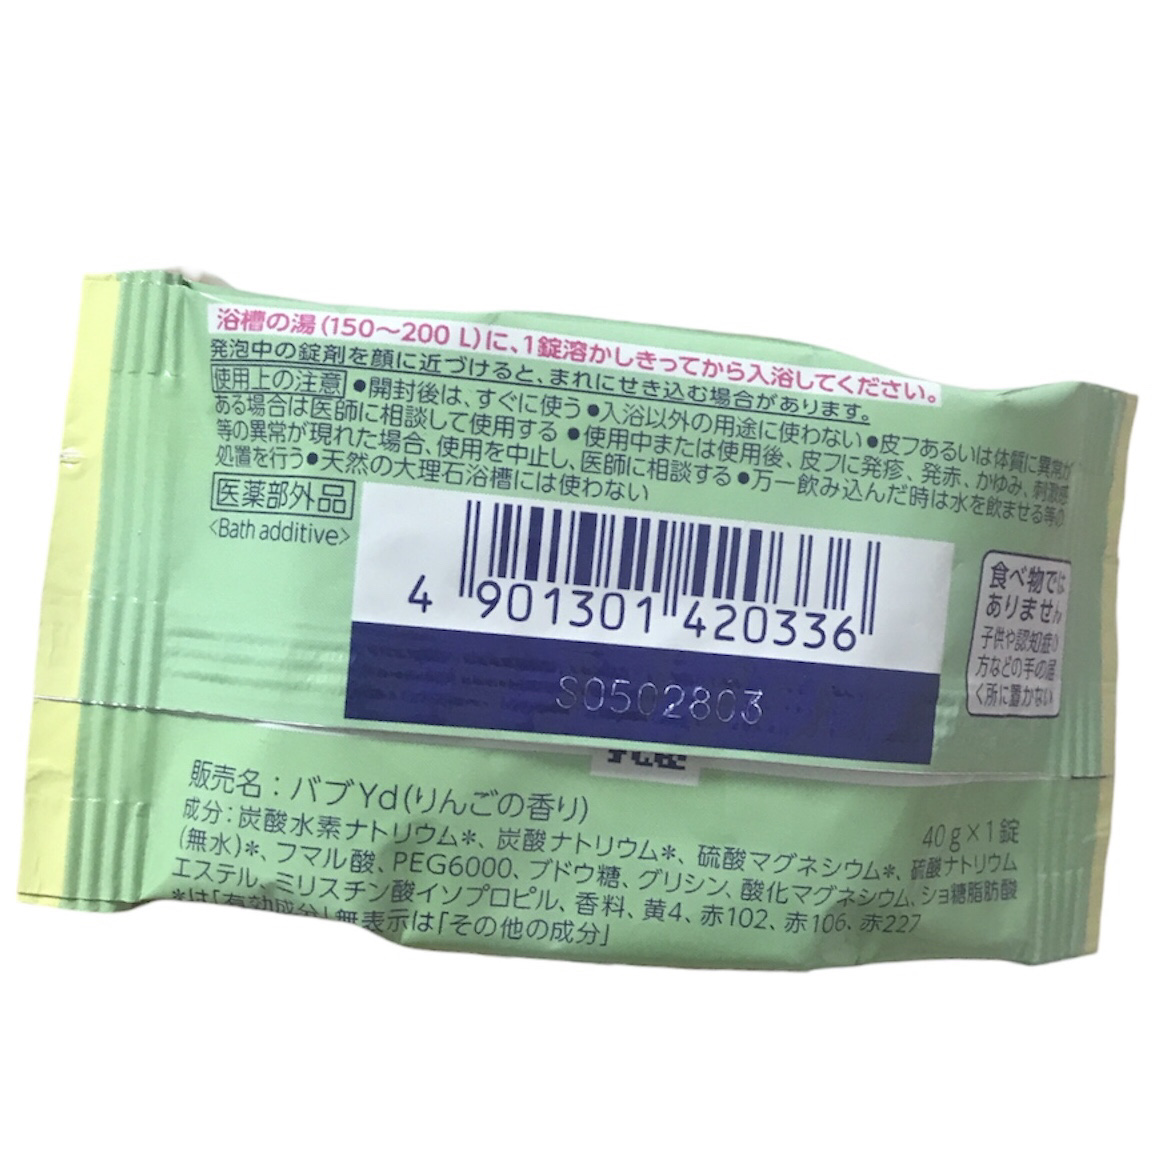 浴槽の湯(150〜200 L)に、1錠溶かしきってから入浴してください。
発泡中の錠剤を顔に近づけると、まれにせき込む場合があります。
使用上の注意 ●開封後は、すぐに使う ●入浴以外の用途に使わない ●皮フあるいは体質に異常が
ある場合は医師に相談して使用する ●使用中または使用後、皮フに発疹、発赤、かゆみ、刺激感
等の異常が現れた場合、使用を中止し、医師に相談する ●万一飲み込んだ時は水を飲ませる等の
処置を行う ●天然の大理石浴槽には使わない
医薬部外品
<Bath additive>
4 901301 420336
S0502803
食べ物では
ありません
子供や認知症の
方などの手の届
く所に置かない
販売名：バブYd(りんごの香り)
40g×1錠
成分：炭酸水素ナトリウム*、炭酸ナトリウム*、硫酸マグネシウム*、硫酸ナトリウム
(無水)*、フマル酸、PEG6000、ブドウ糖、グリシン、酸化マグネシウム、ショ糖脂肪酸
エステル、ミリスチン酸イソプロピル、香料、黄4、赤102、赤106、赤227
*は「有効成分」無表示は「その他の成分」